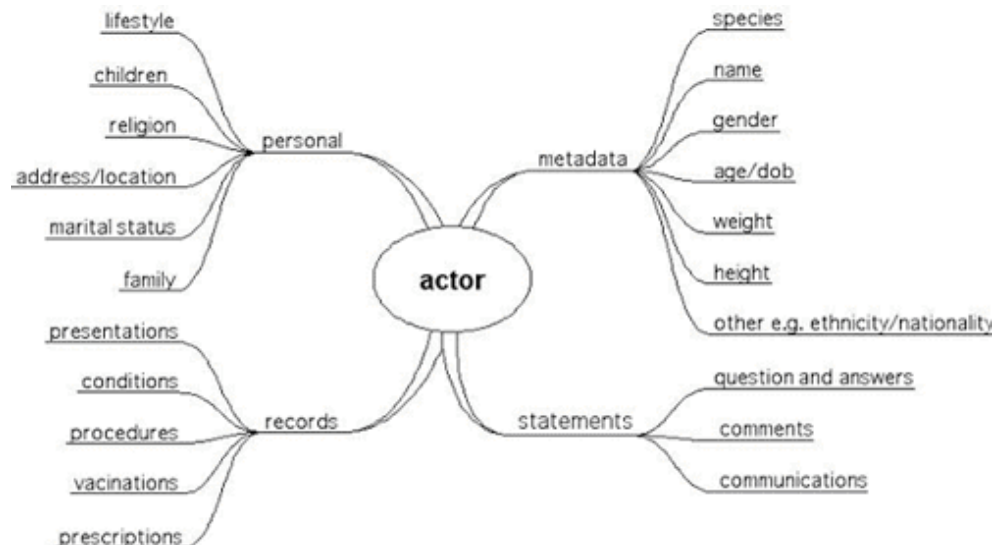 lifestyle
children
religion
address/location
marital status
family
personal
species
name
gender
age/dob
weight
height
other e.g. ethnicity/nationality
metadata
actor
presentations
conditions
procedures
vacinations
prescriptions
records
question and answers
comments
communications
statements